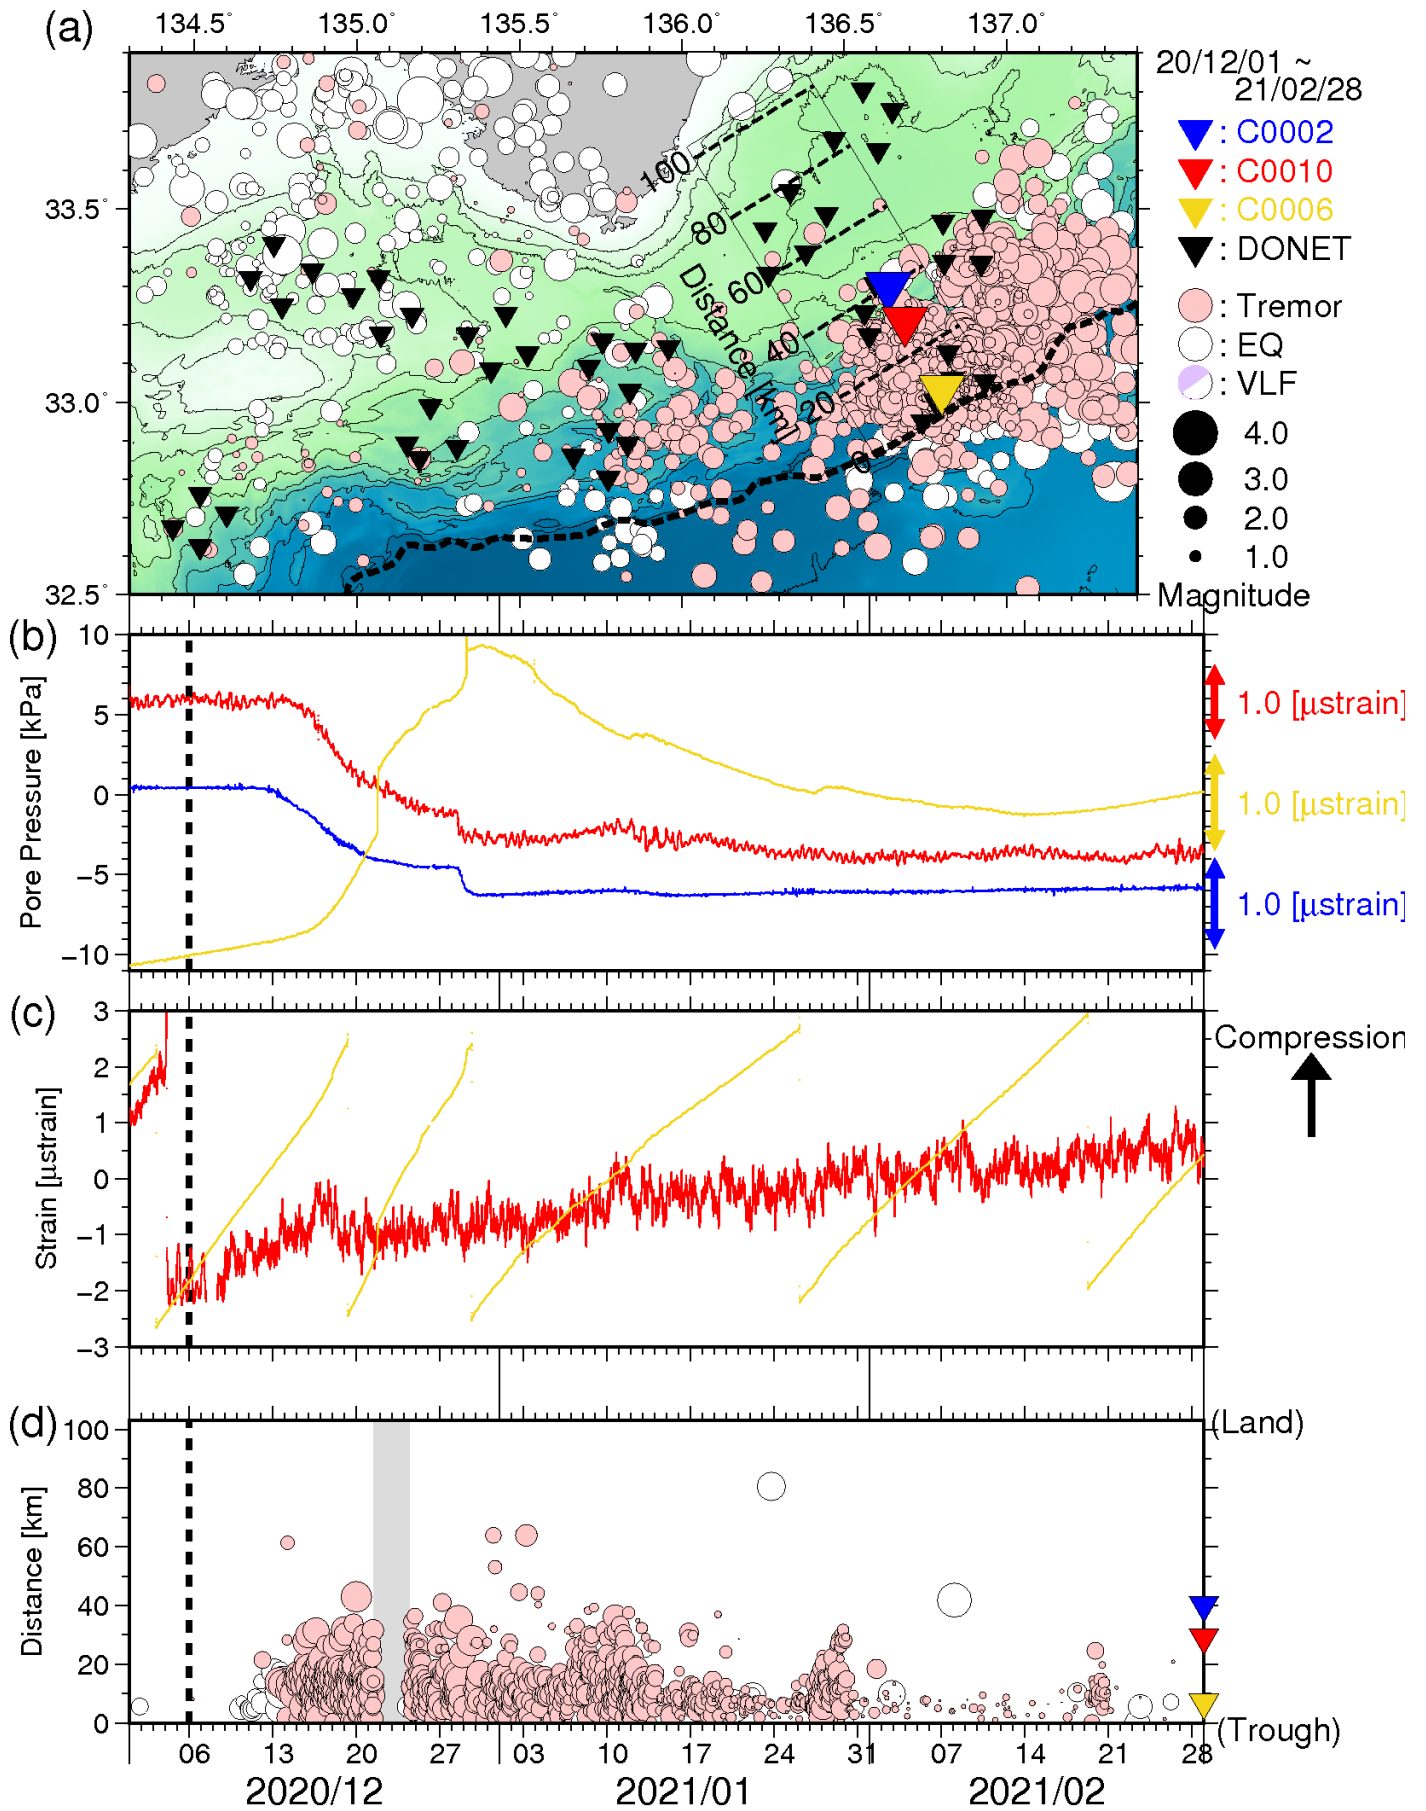 (a)
134.5° 135.0° 135.5° 136.0° 136.5° 137.0°
33.5°
33.0°
32.5°
100
80
60
40
20
0
Distance [km]
20/12/01 ~
21/02/28
: C0002
: C0010
: C0006
: DONET
: Tremor
: EQ
: VLF
4.0
3.0
2.0
1.0
Magnitude
(b)
Pore Pressure [kPa]
10
5
0
−5
−10
1.0 [μstrain]
1.0 [μstrain]
1.0 [μstrain]
(c)
Strain [μstrain]
3
2
1
0
−1
−2
−3
Compression
(d)
Distance [km]
100
80
60
40
20
0
(Land)
(Trough)
06 13 20 27 03 10 17 24 31 07 14 21 28
2020/12 2021/01 2021/02